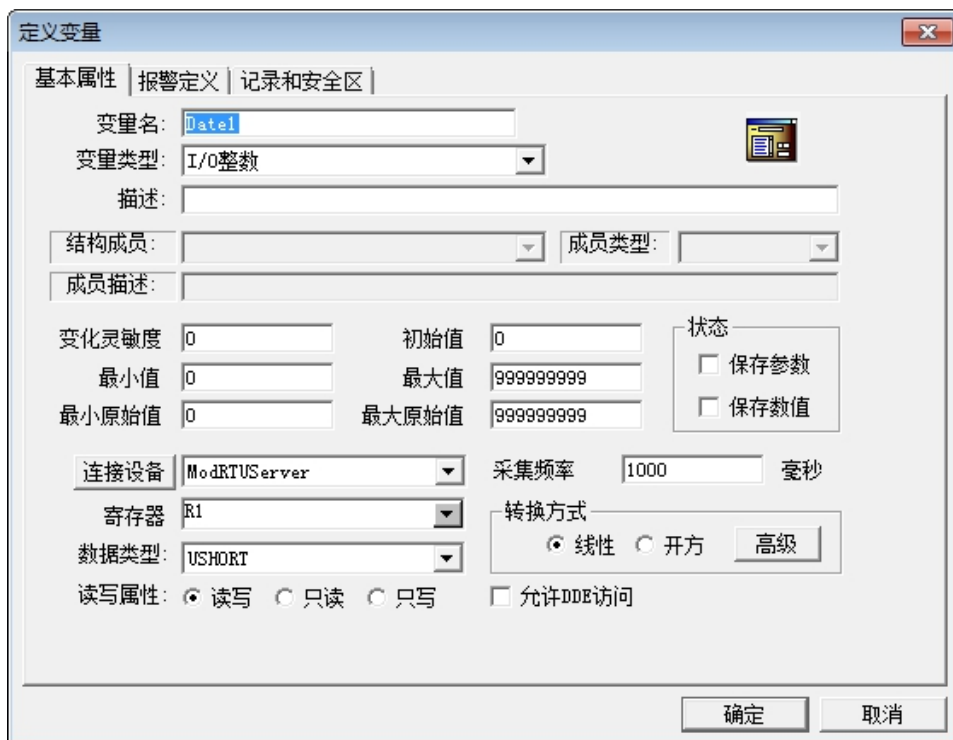 定义变量
基本属性 报警定义 记录和安全区
变量名: Date1
变量类型: I/O整数
描述:
结构成员: 成员类型:
成员描述:
变化灵敏度 0 初始值 0 状态
最小值 0 最大值 999999999 保存参数
最小原始值 0 最大原始值 999999999 保存数值
连接设备 ModRTUServer 采集频率 1000 毫秒
寄存器 R1 转换方式
数据类型: USHORT 线性 开方 高级
读写属性: 读写 只读 只写 允许DDE访问
确定 取消